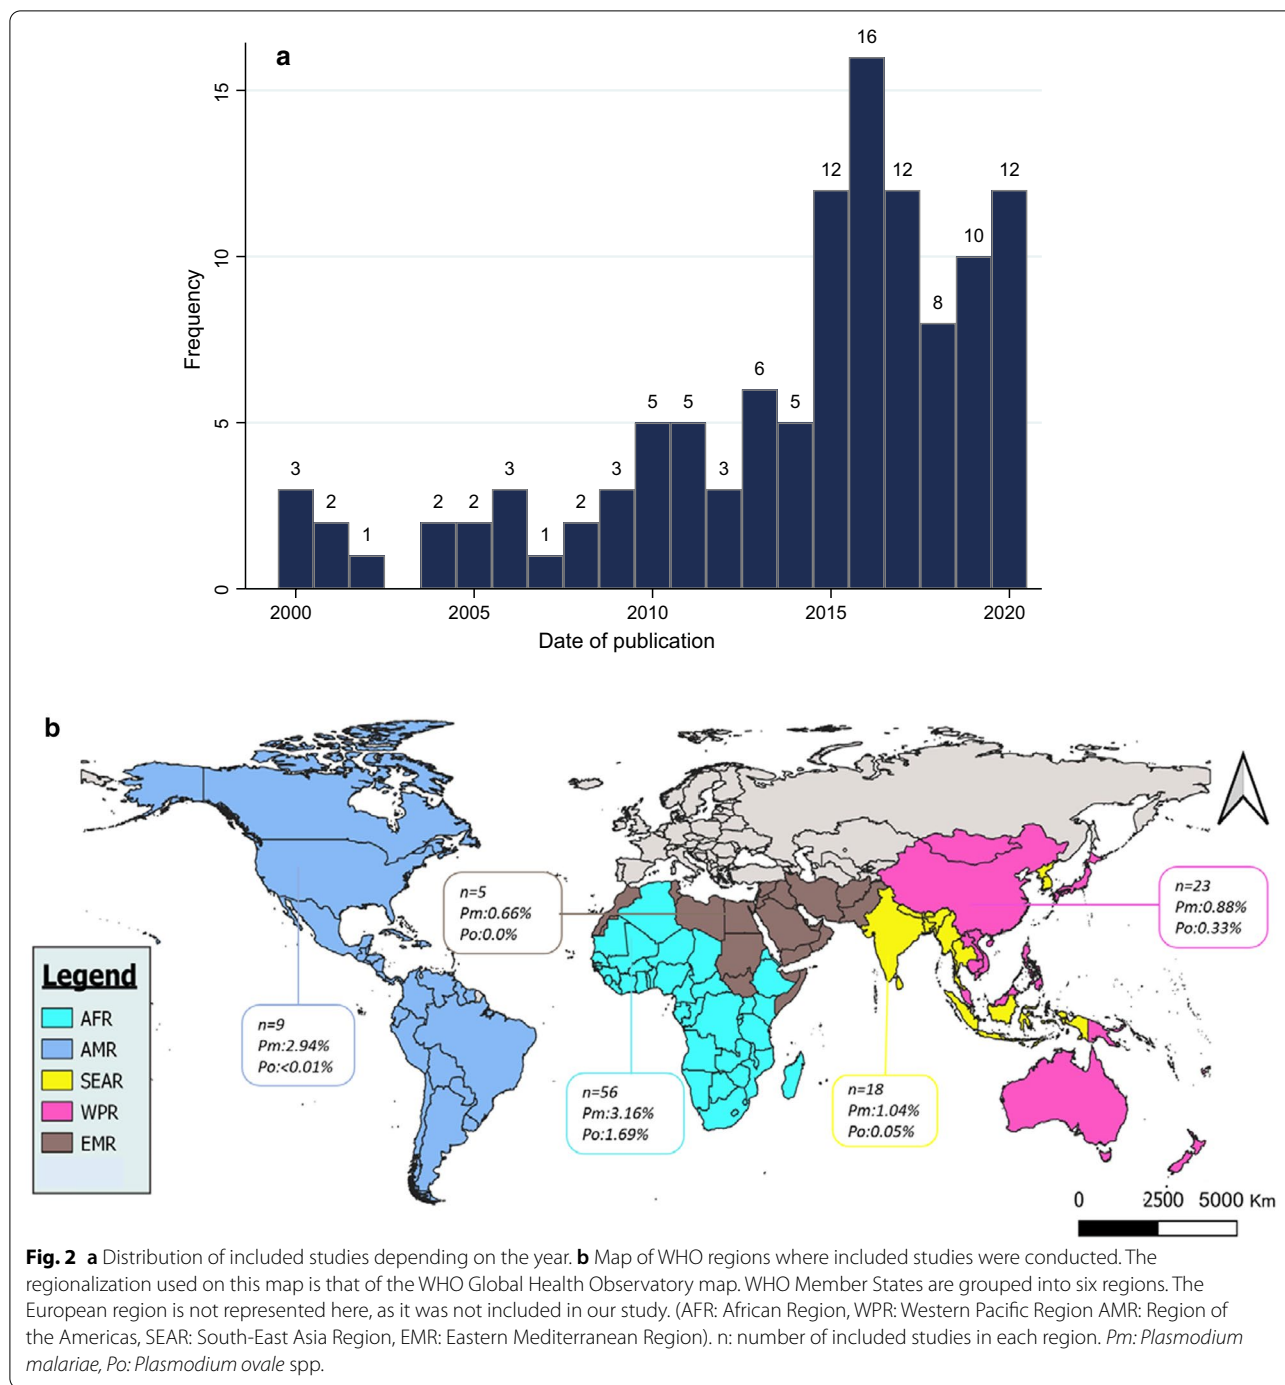 a
16
15
12
12
12
10
10
8
6
5
5
5
5
3
3
3
3
2
2
2
2
1
1
0
Frequency
2000
2005
2010
2015
2020
Date of publication
b
n=5
Pm:0.66%
Po:0.0%
n=23
Pm:0.88%
Po:0.33%
Legend
AFR
AMR
SEAR
WPR
EMR
n=9
Pm:2.94%
Po:<0.01%
n=56
Pm:3.16%
Po:1.69%
n=18
Pm:1.04%
Po:0.05%
0 2500 5000 Km
Fig. 2 a Distribution of included studies depending on the year. b Map of WHO regions where included studies were conducted. The
regionalization used on this map is that of the WHO Global Health Observatory map. WHO Member States are grouped into six regions. The
European region is not represented here, as it was not included in our study. (AFR: African Region, WPR: Western Pacific Region AMR: Region of
the Americas, SEAR: South-East Asia Region, EMR: Eastern Mediterranean Region). n: number of included studies in each region. Pm: Plasmodium
malariae, Po: Plasmodium ovale spp.